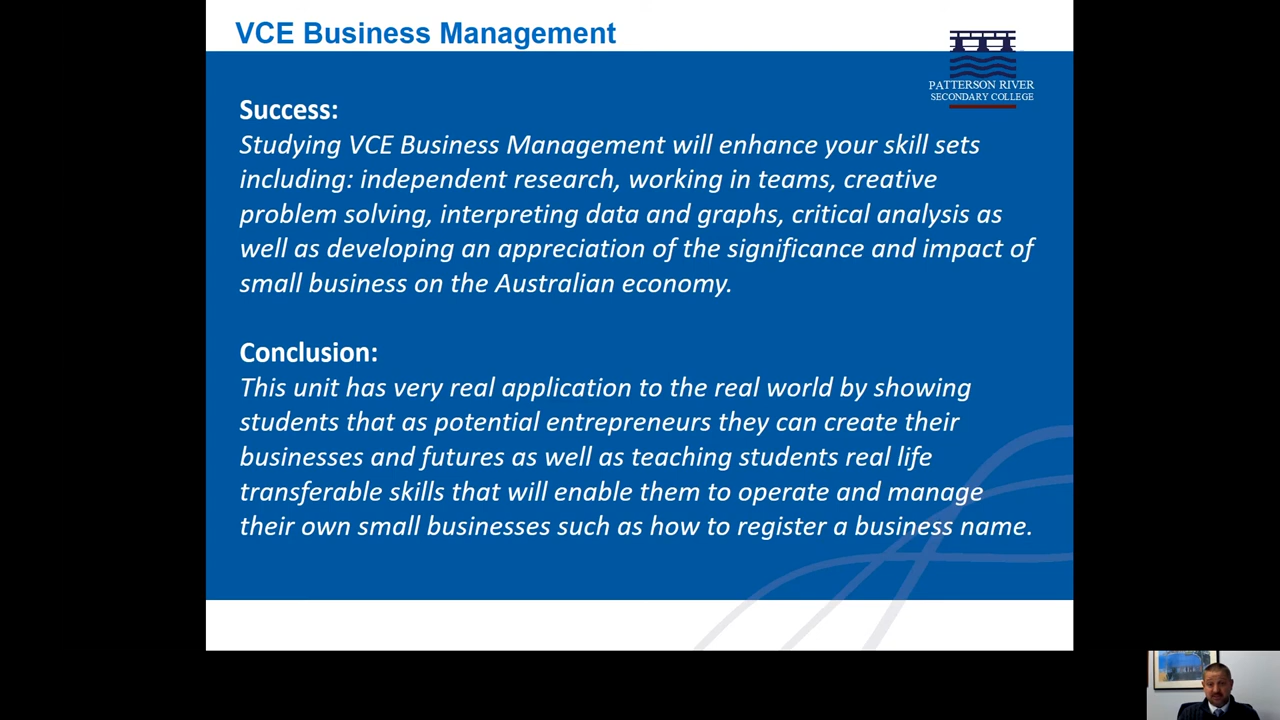 VCE Business Management
PATTERSON RIVER
SECONDARY COLLEGE
Success:
Studying VCE Business Management will enhance your skill sets
including: independent research, working in teams, creative
problem solving, interpreting data and graphs, critical analysis as
well as developing an appreciation of the significance and impact of
small business on the Australian economy.
Conclusion:
This unit has very real application to the real world by showing
students that as potential entrepreneurs they can create their
businesses and futures as well as teaching students real life
transferable skills that will enable them to operate and manage
their own small businesses such as how to register a business name.